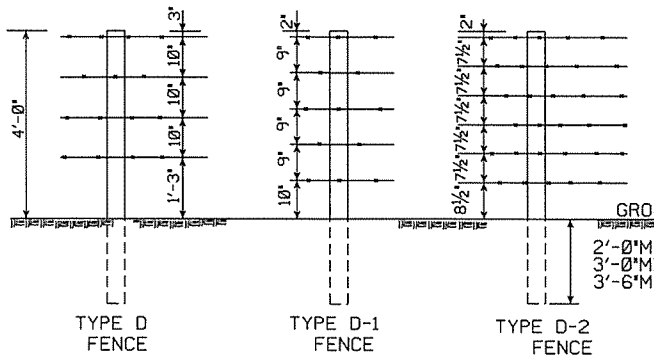 4'-0"
3"
10"
10"
10"
1'-3"
2"
9"
9"
9"
9"
10"
2"
7½"
7½"
7½"
7½"
7½"
8½"
GRO
2'-0"M
3'-0"M
3'-6"M
TYPE D
FENCE
TYPE D-1
FENCE
TYPE D-2
FENCE